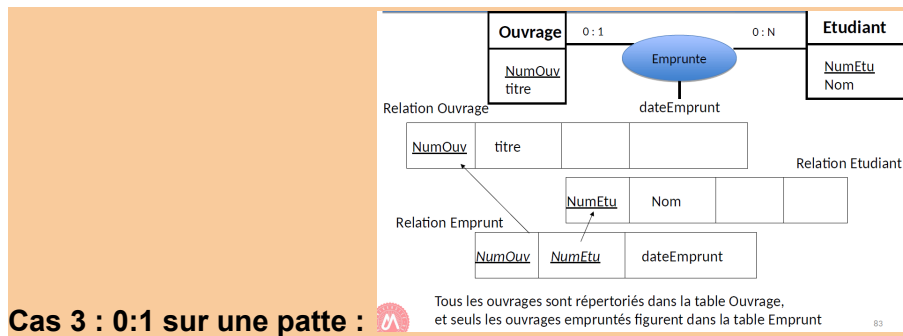 Ouvrage 0 : 1 0 : N Etudiant
Emprunte
NumOuv
titre
NumEtu
Nom
dateEmprunt
Relation Ouvrage
NumOuv titre
Relation Etudiant
NumEtu Nom
Relation Emprunt
NumOuv NumEtu dateEmprunt
Tous les ouvrages sont répertoriés dans la table Ouvrage,
et seuls les ouvrages empruntés figurent dans la table Emprunt
83
Cas 3 : 0:1 sur une patte :